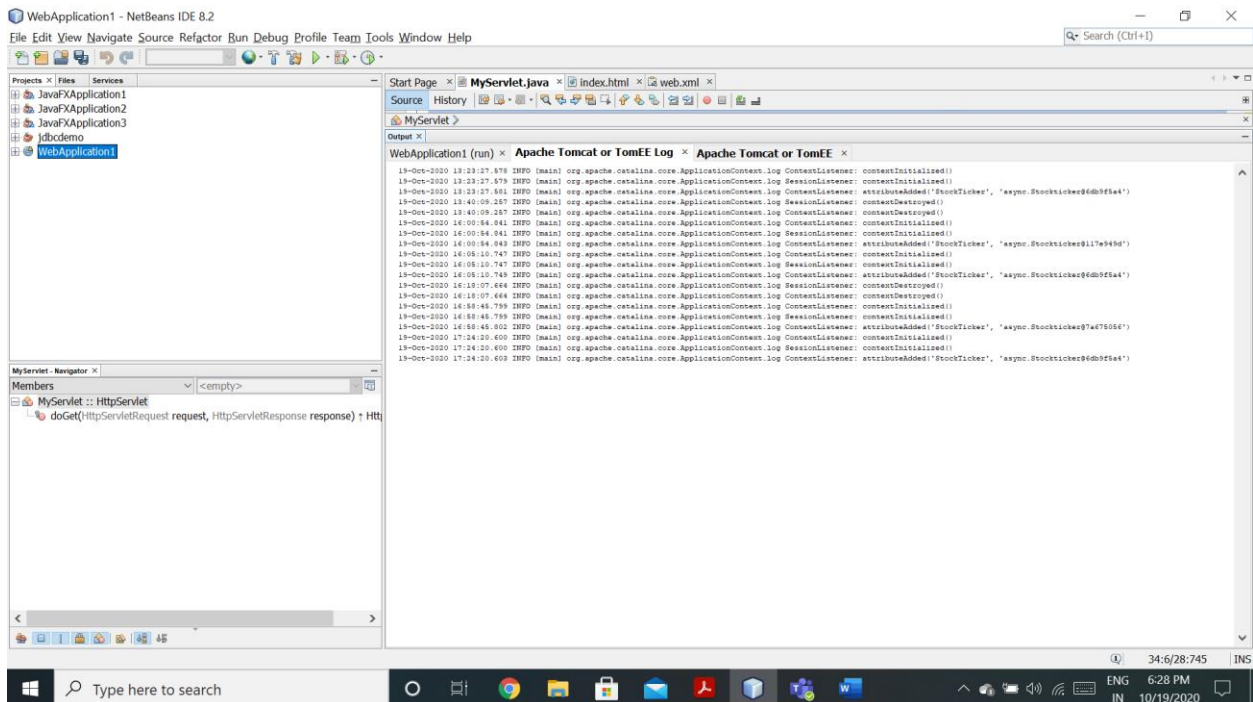 WebApplication1 - NetBeans IDE 8.2
File Edit View Navigate Source Refactor Run Debug Profile Team Tools Window Help
Search (Ctrl+I)
Projects Files Services
JavaFXApplication1
JavaFXApplication2
JavaFXApplication3
jdbcdemo
WebApplication1
Start Page MyServlet.java index.html web.xml
Source History
MyServlet
Output
WebApplication1 (run) Apache Tomcat or TomEE Log Apache Tomcat or TomEE
19-Oct-2020 13:23:27.578 INFO [main] org.apache.catalina.core.ApplicationContext.log ContextListener: contextInitialized()
19-Oct-2020 13:23:27.579 INFO [main] org.apache.catalina.core.ApplicationContext.log SessionListener: contextInitialized()
19-Oct-2020 13:23:27.581 INFO [main] org.apache.catalina.core.ApplicationContext.log ContextListener: attributeAdded('StockTicker', 'async.Stockticker@6db9f5a4')
19-Oct-2020 13:40:09.257 INFO [main] org.apache.catalina.core.ApplicationContext.log SessionListener: contextDestroyed()
19-Oct-2020 13:40:09.257 INFO [main] org.apache.catalina.core.ApplicationContext.log ContextListener: contextDestroyed()
19-Oct-2020 16:00:54.041 INFO [main] org.apache.catalina.core.ApplicationContext.log ContextListener: contextInitialized()
19-Oct-2020 16:00:54.041 INFO [main] org.apache.catalina.core.ApplicationContext.log SessionListener: contextInitialized()
19-Oct-2020 16:00:54.043 INFO [main] org.apache.catalina.core.ApplicationContext.log ContextListener: attributeAdded('StockTicker', 'async.Stockticker@117e949d')
19-Oct-2020 16:05:10.747 INFO [main] org.apache.catalina.core.ApplicationContext.log ContextListener: contextInitialized()
19-Oct-2020 16:05:10.747 INFO [main] org.apache.catalina.core.ApplicationContext.log SessionListener: contextInitialized()
19-Oct-2020 16:05:10.749 INFO [main] org.apache.catalina.core.ApplicationContext.log ContextListener: attributeAdded('StockTicker', 'async.Stockticker@6db9f5a4')
19-Oct-2020 16:18:07.664 INFO [main] org.apache.catalina.core.ApplicationContext.log SessionListener: contextDestroyed()
19-Oct-2020 16:18:07.664 INFO [main] org.apache.catalina.core.ApplicationContext.log ContextListener: contextDestroyed()
19-Oct-2020 16:58:45.799 INFO [main] org.apache.catalina.core.ApplicationContext.log ContextListener: contextInitialized()
19-Oct-2020 16:58:45.799 INFO [main] org.apache.catalina.core.ApplicationContext.log SessionListener: contextInitialized()
19-Oct-2020 16:58:45.802 INFO [main] org.apache.catalina.core.ApplicationContext.log ContextListener: attributeAdded('StockTicker', 'async.Stockticker@7a675056')
19-Oct-2020 17:24:20.600 INFO [main] org.apache.catalina.core.ApplicationContext.log ContextListener: contextInitialized()
19-Oct-2020 17:24:20.600 INFO [main] org.apache.catalina.core.ApplicationContext.log SessionListener: contextInitialized()
19-Oct-2020 17:24:20.603 INFO [main] org.apache.catalina.core.ApplicationContext.log ContextListener: attributeAdded('StockTicker', 'async.Stockticker@6db9f5a4')
MyServlet - Navigator
Members <empty>
MyServlet :: HttpServlet
doGet(HttpServletRequest request, HttpServletResponse response) ↑ Htt
34:6/28:745 INS
Type here to search
ENG
IN
6:28 PM
10/19/2020